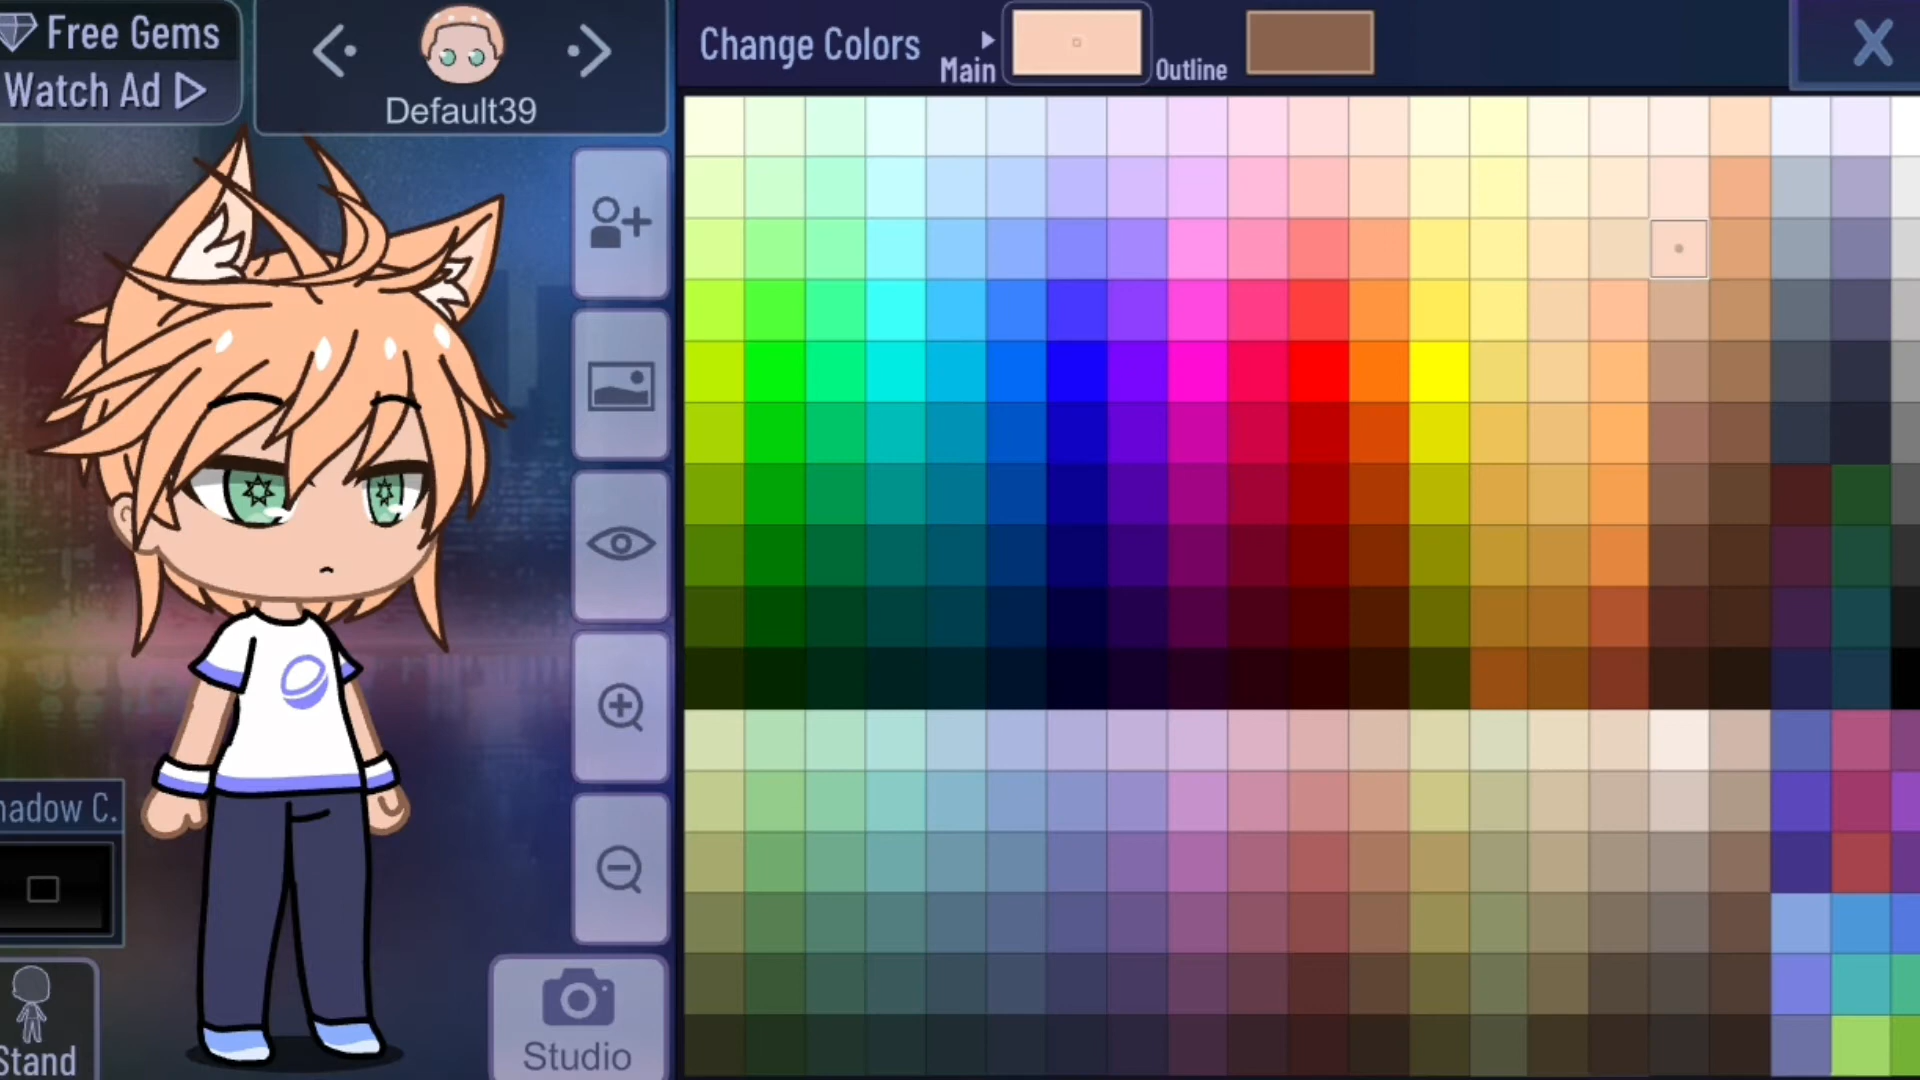 Free Gems
Watch Ad
Default39
Change Colors
Main
Outline
X
hadow C.
Stand
Studio